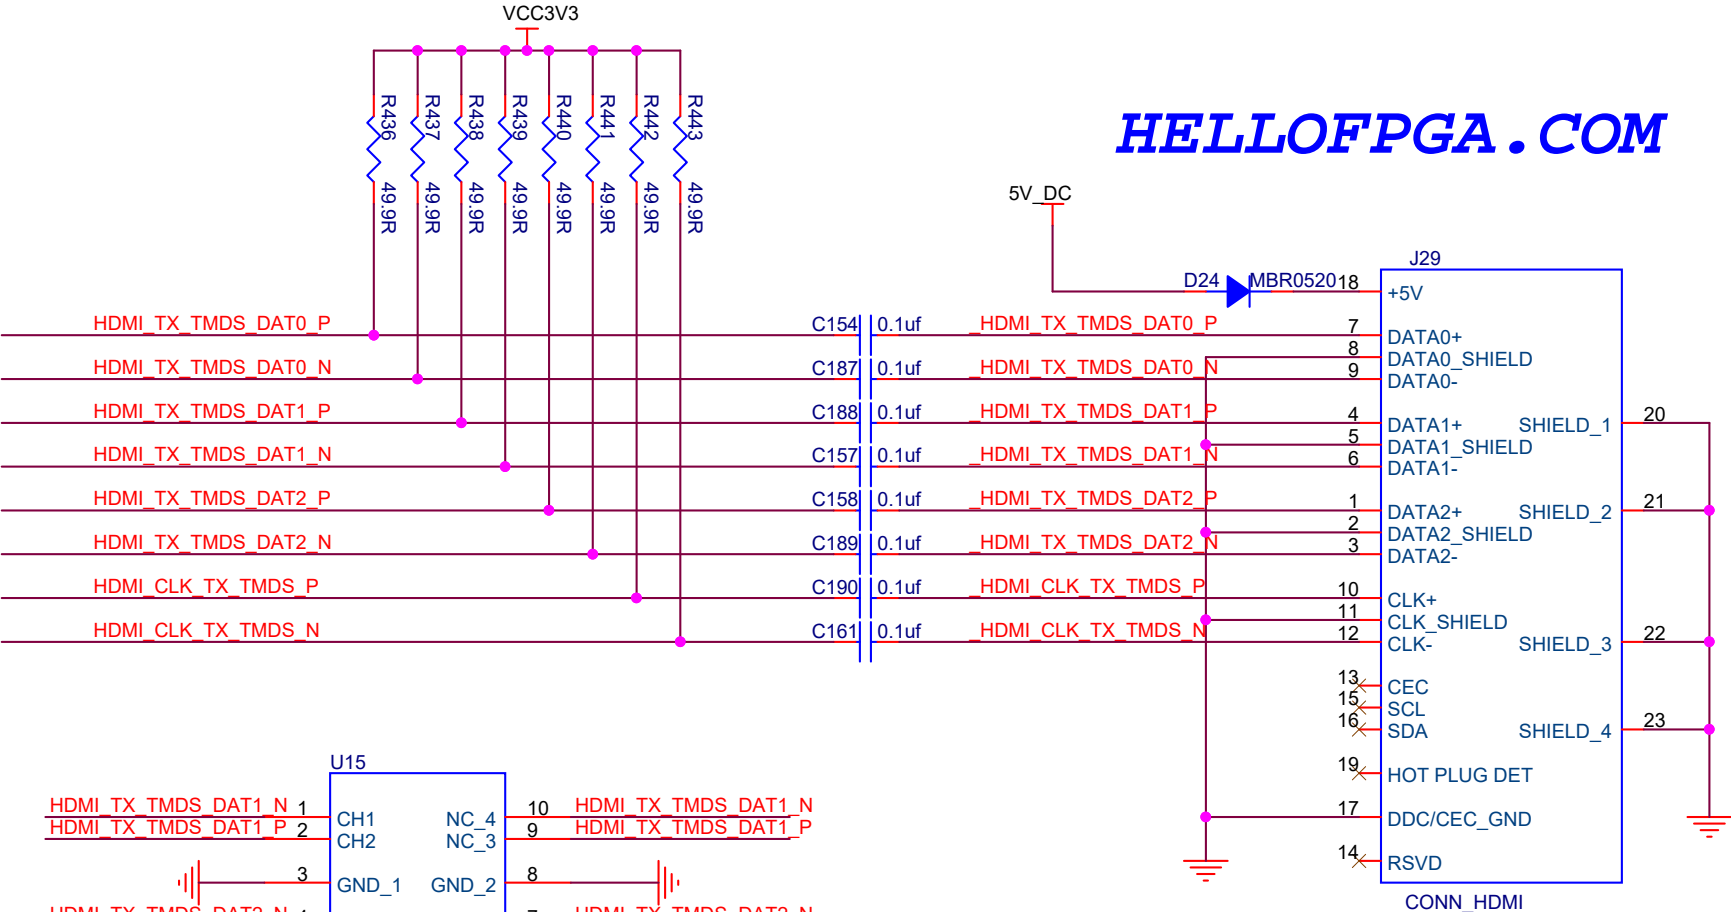 VCC3V3
R436
R437
R438
R439
R440
R441
R442
R443
49.9R
49.9R
49.9R
49.9R
49.9R
49.9R
49.9R
49.9R
HELLOFPGA.COM
5V_DC
J29
D24 MBR0520 18 +5V
HDMI_TX_TMDS_DAT0_P C154 0.1uf _HDMI_TX_TMDS_DAT0_P 7 DATA0+
8 DATA0_SHIELD
HDMI_TX_TMDS_DAT0_N C187 0.1uf _HDMI_TX_TMDS_DAT0_N 9 DATA0-
HDMI_TX_TMDS_DAT1_P C188 0.1uf _HDMI_TX_TMDS_DAT1_P 4 DATA1+ SHIELD_1 20
5 DATA1_SHIELD
HDMI_TX_TMDS_DAT1_N C157 0.1uf _HDMI_TX_TMDS_DAT1_N 6 DATA1-
HDMI_TX_TMDS_DAT2_P C158 0.1uf _HDMI_TX_TMDS_DAT2_P 1 DATA2+ SHIELD_2 21
2 DATA2_SHIELD
HDMI_TX_TMDS_DAT2_N C189 0.1uf _HDMI_TX_TMDS_DAT2_N 3 DATA2-
HDMI_CLK_TX_TMDS_P C190 0.1uf _HDMI_CLK_TX_TMDS_P 10 CLK+
11 CLK_SHIELD
HDMI_CLK_TX_TMDS_N C161 0.1uf _HDMI_CLK_TX_TMDS_N 12 CLK- SHIELD_3 22
13 CEC
15 SCL
16 SDA SHIELD_4 23
19 HOT PLUG DET
17 DDC/CEC_GND
14 RSVD
CONN_HDMI
U15
HDMI_TX_TMDS_DAT1_N 1 CH1 NC_4 10 HDMI_TX_TMDS_DAT1_N
HDMI_TX_TMDS_DAT1_P 2 CH2 NC_3 9 HDMI_TX_TMDS_DAT1_P
3 GND_1 GND_2 8
HDMI_TX_TMDS_DAT2_N HDMI_TX_TMDS_DAT2_N